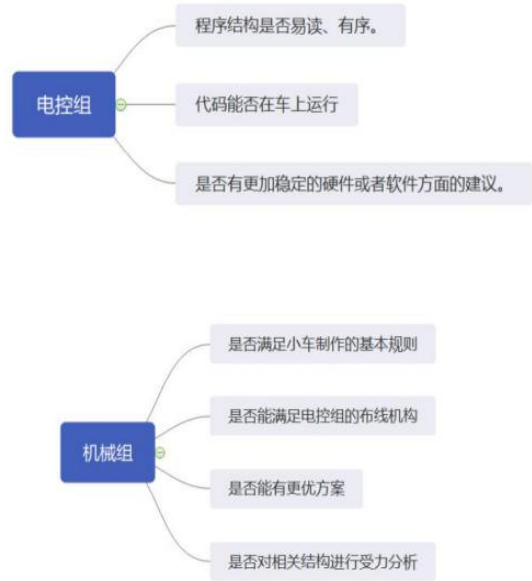 程序结构是否易读、有序。
电控组
代码能否在车上运行
是否有更加稳定的硬件或者软件方面的建议。
是否满足小车制作的基本规则
是否能满足电控组的布线机构
机械组
是否能有更优方案
是否对相关结构进行受力分析